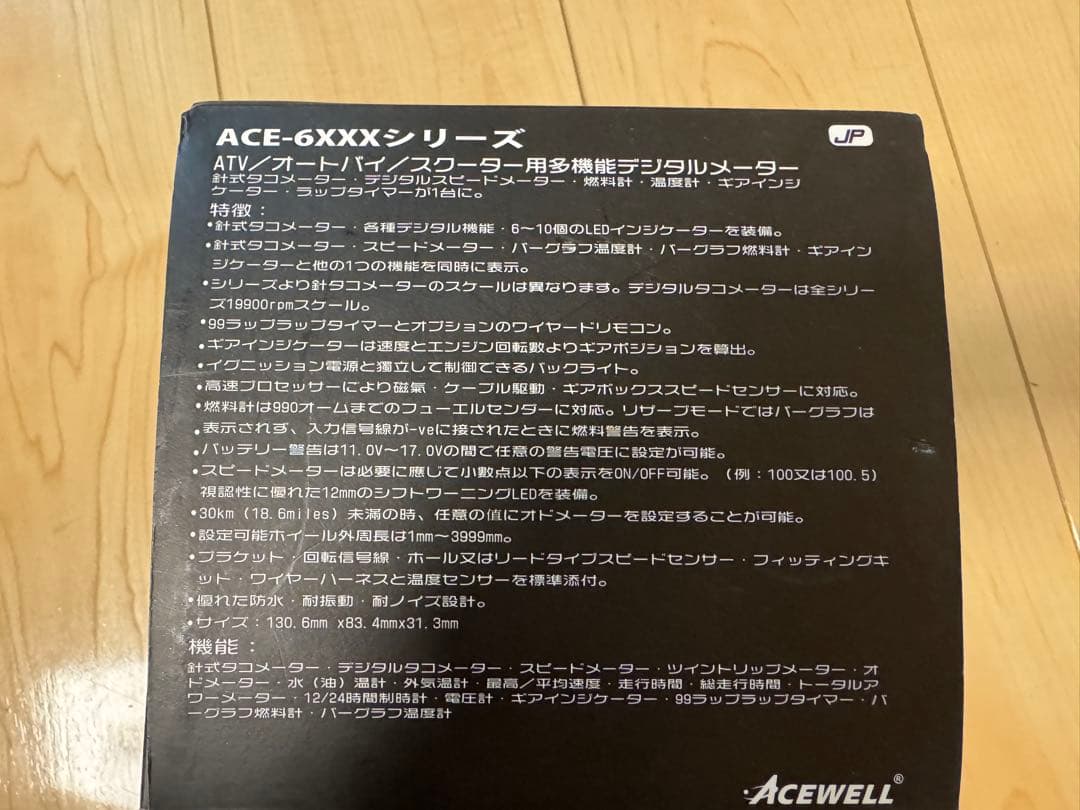 ACE-6XXXシリーズ
JP
ATV／オートバイ／スクーター用多機能デジタルメーター
針式タコメーター・デジタルスピードメーター・燃料計・温度計・ギアインジ
ケーター・ラップタイマーが1台に。
特徴：
•針式タコメーター・各種デジタル機能・6～10個のLEDインジケーターを装備。
•針式タコメーター・スピードメーター・バーグラフ温度計・バーグラフ燃料計・ギアイン
ジケーターと他の1つの機能を同時に表示。
•シリーズより針タコメーターのスケールは異なります。デジタルタコメーターは全シリー
ズ19900rpmスケール。
•99ラップラップタイマーとオプションのワイヤードリモコン。
•ギアインジケーターは速度とエンジン回転数よりギアポジションを算出。
•イグニッション電源と独立して制御できるバックライト。
•高速プロセッサーにより磁氣・ケーブル駆動・ギアボックススピードセンサーに対応。
•燃料計は990オームまでのフューエルセンダーに対応。リザーブモードではバーグラフは
•表示されず、入力信号線が-veに接されたときに燃料警告を表示。
•バッテリー警告は11.0V～17.0Vの間で任意の警告電圧に設定が可能。
•スピードメーターは必要に応じて小數点以下の表示をON/OFF可能。（例：100又は100.5）
視認性に優れた12mmのシフトワーニングLEDを装備。
•30km（18.6miles）未滿の時、任意の值にオドメーターを設定することが可能。
•設定可能ホイール外周長は1mm～3999mm。
•ブラケット・回転信号線・ホール又はリードタイプスピードセンサー・フィッティングキ
ット・ワイヤーハーネスと温度センサーを標準添付。
•優れた防水・耐振動・耐ノイズ設計。
•サイズ：130.6mm x83.4mmx31.3mm
機能：
針式タコメーター・デジタルタコメーター・スピードメーター・ツイントリップメーター・オ
ドメーター・水（油）温計・外気温計・最高／平均速度・走行時間・総走行時間・トータルア
ワーメーター・12/24時間制時計・電圧計・ギアインジケーター・99ラップラップタイマー・バ
ーグラフ燃料計・バーグラフ温度計
ACEWELL®